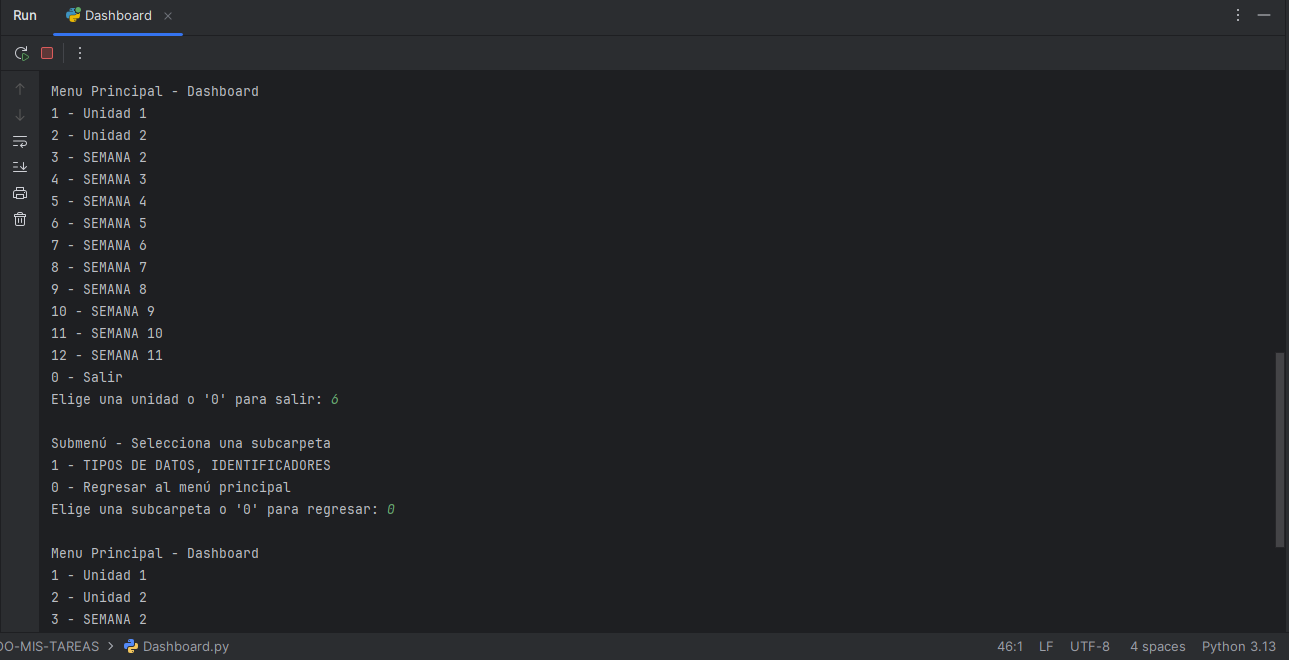 Run Dashboard
Menu Principal - Dashboard
1 - Unidad 1
2 - Unidad 2
3 - SEMANA 2
4 - SEMANA 3
5 - SEMANA 4
6 - SEMANA 5
7 - SEMANA 6
8 - SEMANA 7
9 - SEMANA 8
10 - SEMANA 9
11 - SEMANA 10
12 - SEMANA 11
0 - Salir
Elige una unidad o '0' para salir: 6
Submenú - Selecciona una subcarpeta
1 - TIPOS DE DATOS, IDENTIFICADORES
0 - Regresar al menú principal
Elige una subcarpeta o '0' para regresar: 0
Menu Principal - Dashboard
1 - Unidad 1
2 - Unidad 2
3 - SEMANA 2
DO-MIS-TAREAS > Dashboard.py 46:1 LF UTF-8 4 spaces Python 3.13